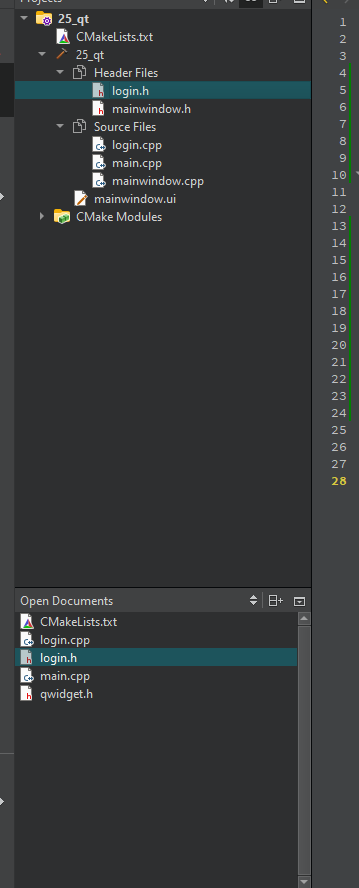 Projects
25_qt
CMakeLists.txt
25_qt
Header Files
login.h
mainwindow.h
Source Files
login.cpp
main.cpp
mainwindow.cpp
mainwindow.ui
CMake Modules
Open Documents
CMakeLists.txt
login.cpp
login.h
main.cpp
qwidget.h
1
2
3
4
5
6
7
8
9
10
11
12
13
14
15
16
17
18
19
20
21
22
23
24
25
26
27
28